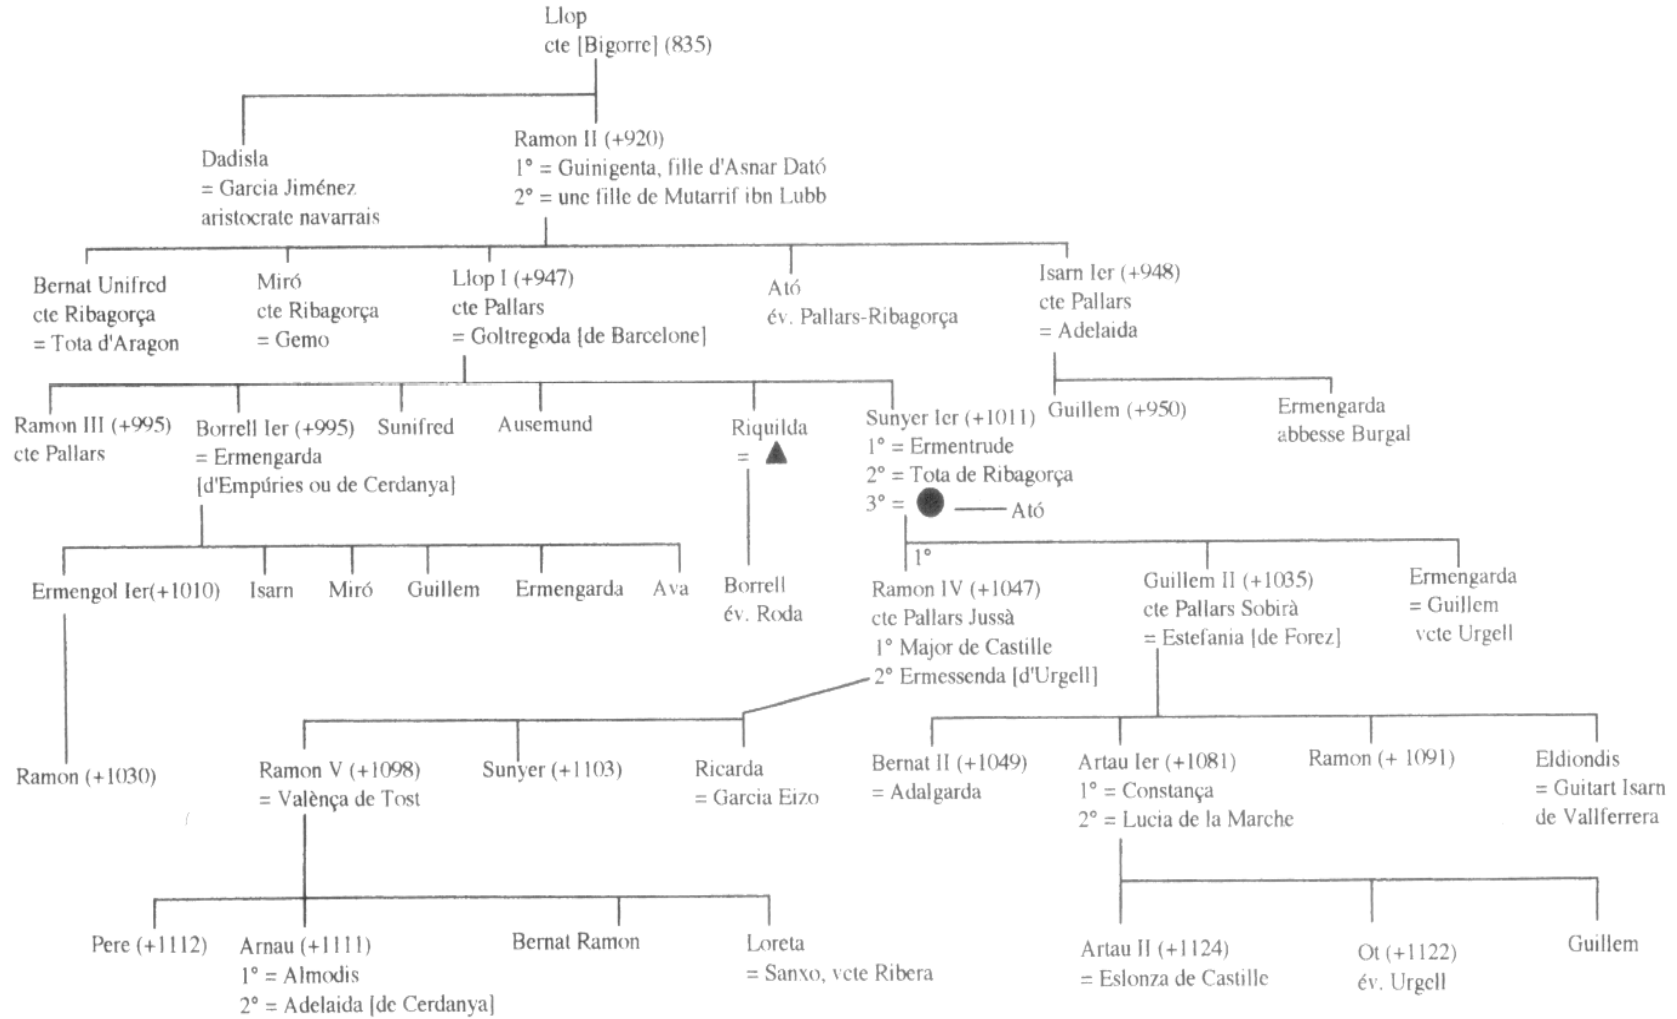 Llop
cte [Bigorre] (835)
Dadisla
= Garcia Jiménez
aristocrate navarrais
Ramon II (+920)
1° = Guinigenta, fille d'Asnar Dató
2° = une fille de Mutarrif ibn Lubb
Bernat Unifred
cte Ribagorça
= Tota d'Aragon
Miró
cte Ribagorça
= Gemo
Llop I (+947)
cte Pallars
= Goltregoda [de Barcelone]
Ató
év. Pallars-Ribagorça
Isarn Ier (+948)
cte Pallars
= Adelaida
Ramon III (+995)
cte Pallars
Borrell Ier (+995)
= Ermengarda
[d'Empúries ou de Cerdanya]
Sunifred
Ausemund
Riquilda
=
Sunyer Ier (+1011)
1° = Ermentrude
2° = Tota de Ribagorça
3° = Ató
Guillem (+950)
Ermengarda
abbesse Burgal
Ermengol Ier(+1010)
Isarn
Miró
Guillem
Ermengarda
Ava
Borrell
év. Roda
1°
Ramon IV (+1047)
cte Pallars Jussà
1° Major de Castille
2° Ermessenda [d'Urgell]
Guillem II (+1035)
cte Pallars Sobirà
= Estefania [de Forez]
Ermengarda
= Guillem
vcte Urgell
Ramon (+1030)
Ramon V (+1098)
= Valènça de Tost
Sunyer (+1103)
Ricarda
= Garcia Eizo
Bernat II (+1049)
= Adalgarda
Artau Ier (+1081)
1° = Constança
2° = Lucia de la Marche
Ramon (+ 1091)
Eldiondis
= Guitart Isarn
de Vallferrera
Pere (+1112)
Arnau (+1111)
1° = Almodis
2° = Adelaida [de Cerdanya]
Bernat Ramon
Loreta
= Sanxo, vcte Ribera
Artau II (+1124)
= Eslonza de Castille
Ot (+1122)
év. Urgell
Guillem